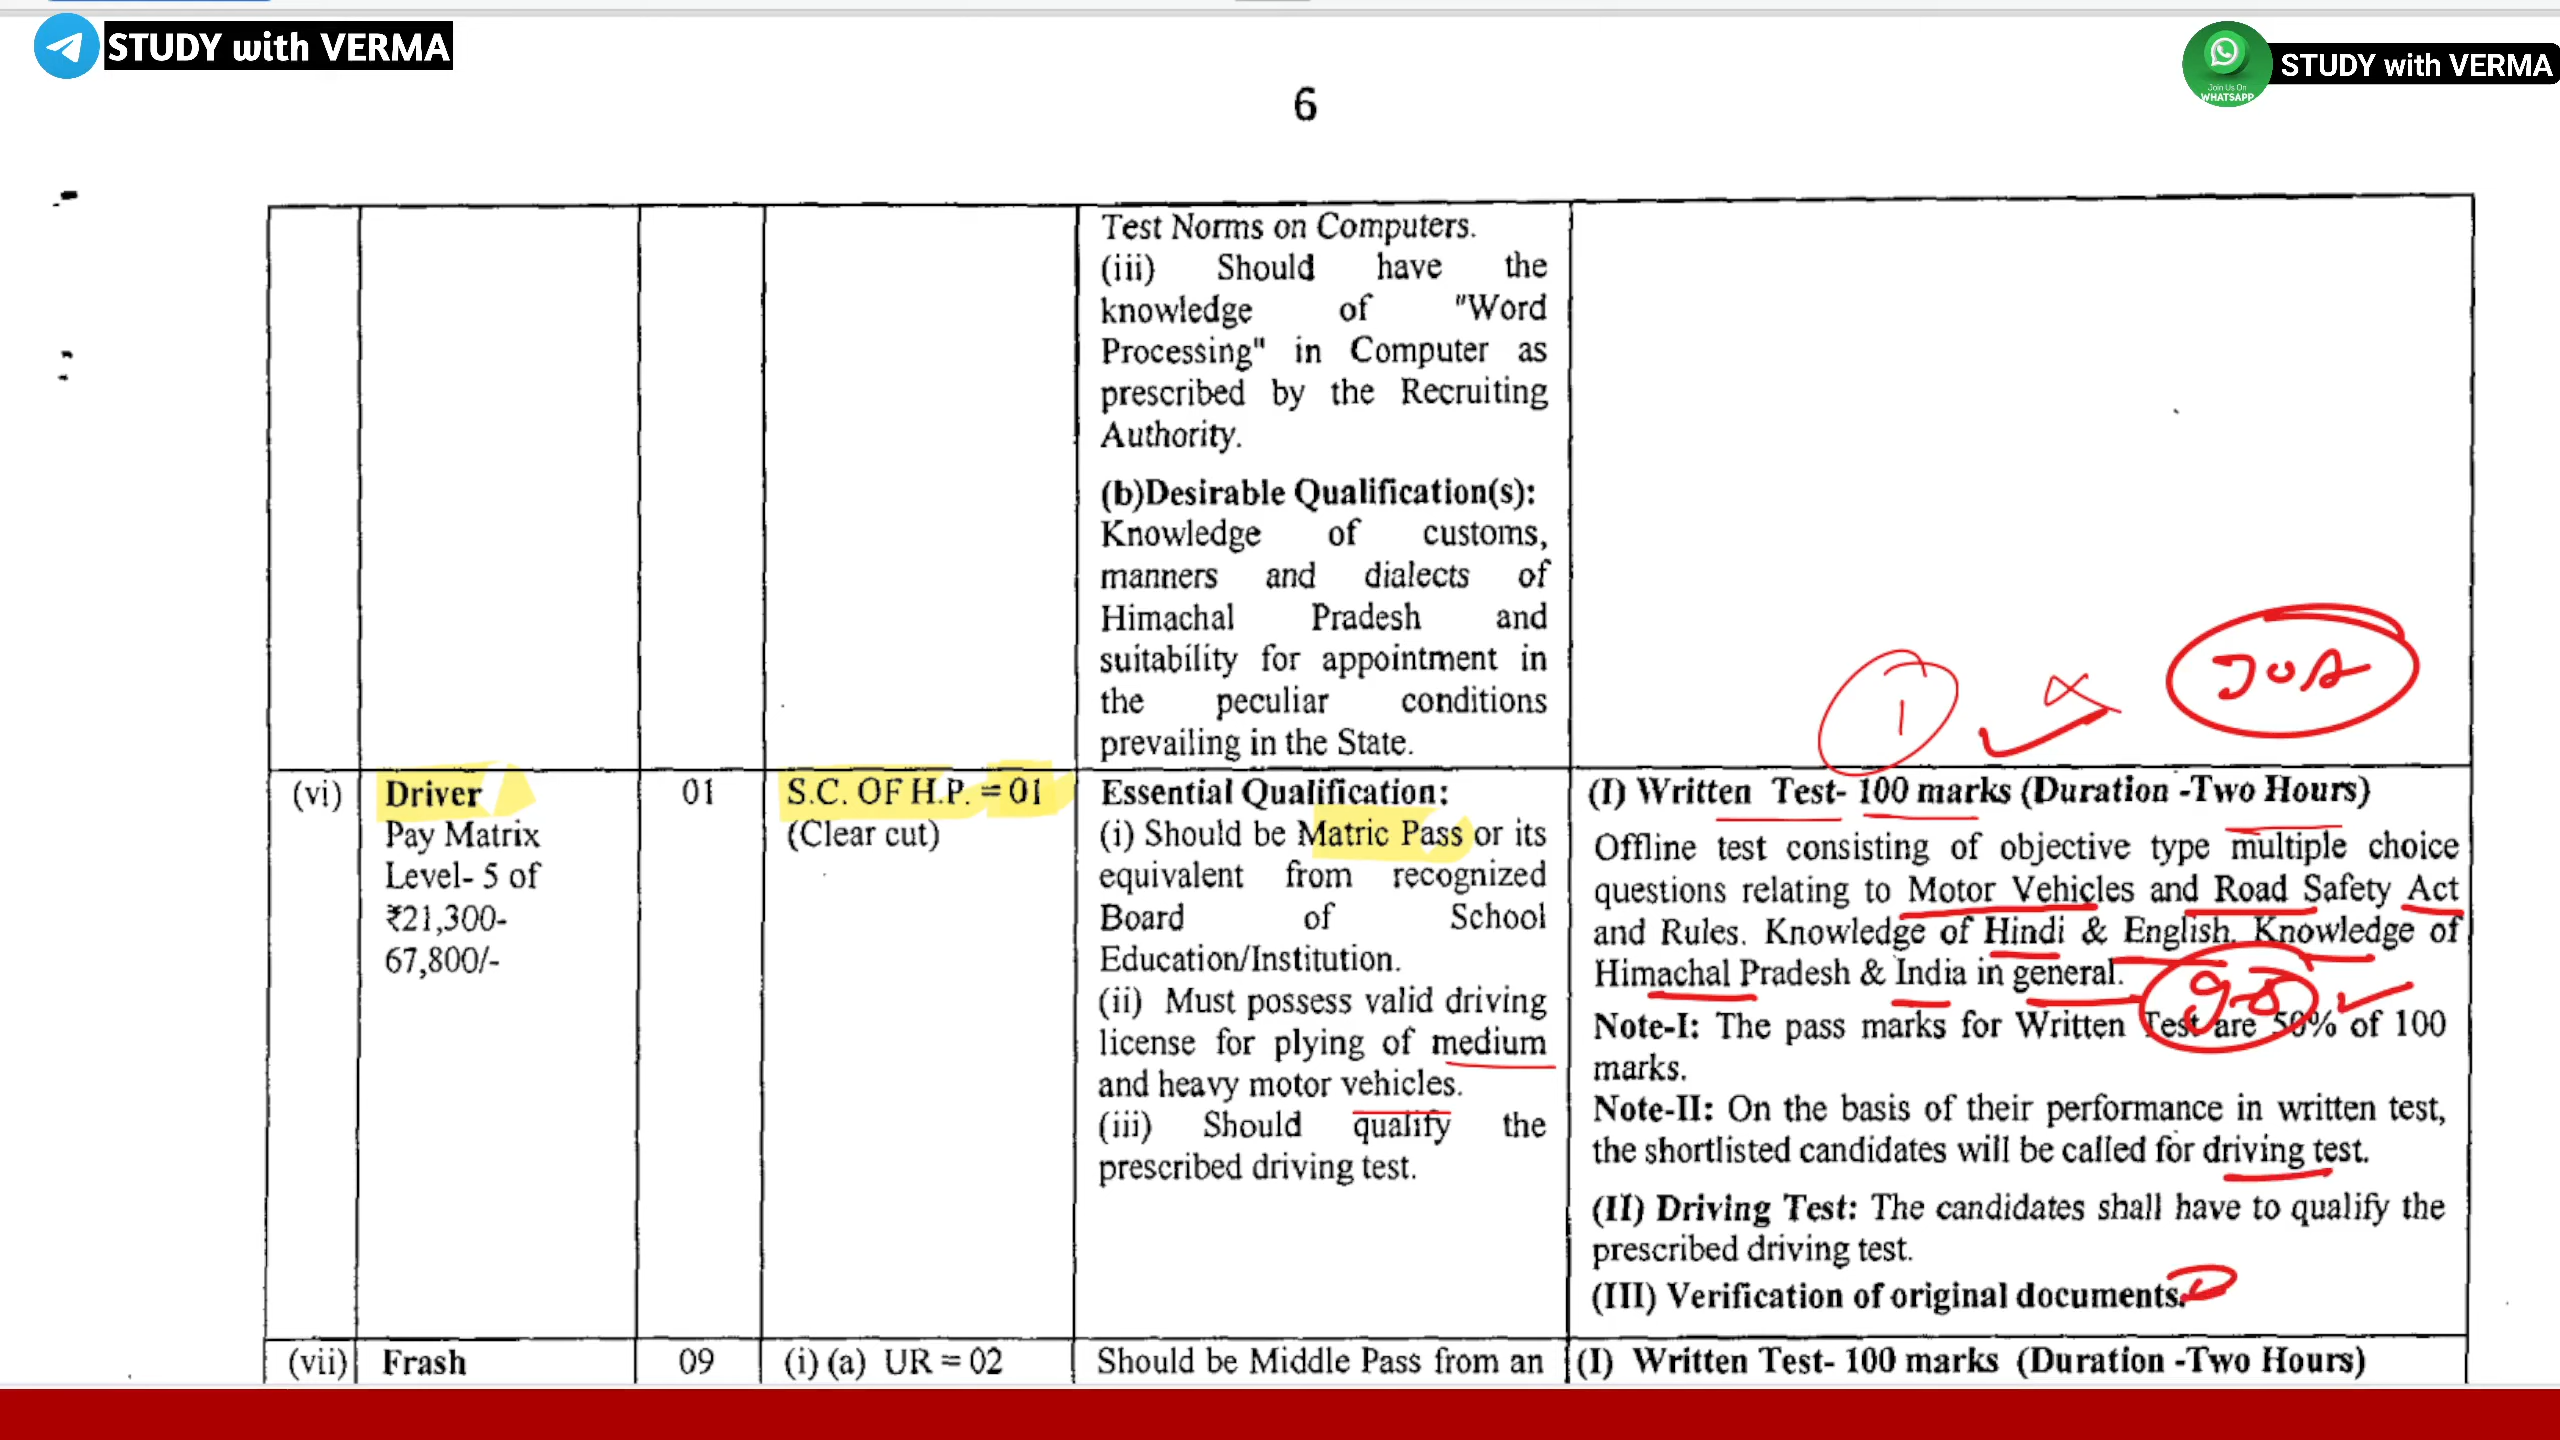 STUDY with VERMA
Join Us On
WHATSAPP
STUDY with VERMA
6
Test Norms on Computers.
(iii) Should have the
knowledge of "Word
Processing" in Computer as
prescribed by the Recruiting
Authority.
(b)Desirable Qualification(s):
Knowledge of customs,
manners and dialects of
Himachal Pradesh and
suitability for appointment in
the peculiar conditions
prevailing in the State.
1
JOA
(vi)
Driver
Pay Matrix
Level- 5 of
₹21,300-
67,800/-
01
S.C. OF H.P. = 01
(Clear cut)
Essential Qualification:
(i) Should be Matric Pass or its
equivalent from recognized
Board of School
Education/Institution.
(ii) Must possess valid driving
license for plying of medium
and heavy motor vehicles.
(iii) Should qualify the
prescribed driving test.
(I) Written Test- 100 marks (Duration -Two Hours)
Offline test consisting of objective type multiple choice
questions relating to Motor Vehicles and Road Safety Act
and Rules. Knowledge of Hindi & English. Knowledge of
Himachal Pradesh & India in general.
Note-I: The pass marks for Written Test are 50% of 100
marks.
Note-II: On the basis of their performance in written test,
the shortlisted candidates will be called for driving test.
(II) Driving Test: The candidates shall have to qualify the
prescribed driving test.
(III) Verification of original documents.
(vii)
Frash
09
(i) (a) UR = 02
Should be Middle Pass from an
(I) Written Test- 100 marks (Duration -Two Hours)